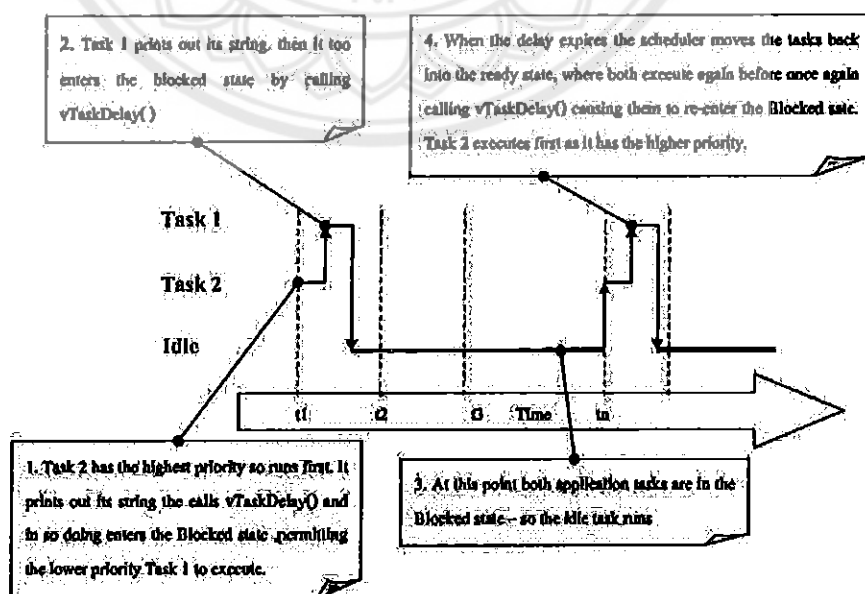 2. Task 1 prints out its string, then it too
enters the blocked state by calling
vTaskDelay( )
4. When the delay expires the scheduler moves the tasks back
into the ready state, where both execute again before once again
calling vTaskDelay() causing them to re-enter the Blocked sate.
Task 2 executes first as it has the higher priority.
Task 1
Task 2
Idle
t1 t2 t3 Time tn
1. Task 2 has the highest priority so runs first. It
prints out its string the calls vTaskDelay() and
in so doing enters the Blocked state ,permitting
the lower priority Task 1 to execute.
3. At this point both application tasks are in the
Blocked state – so the idle task runs